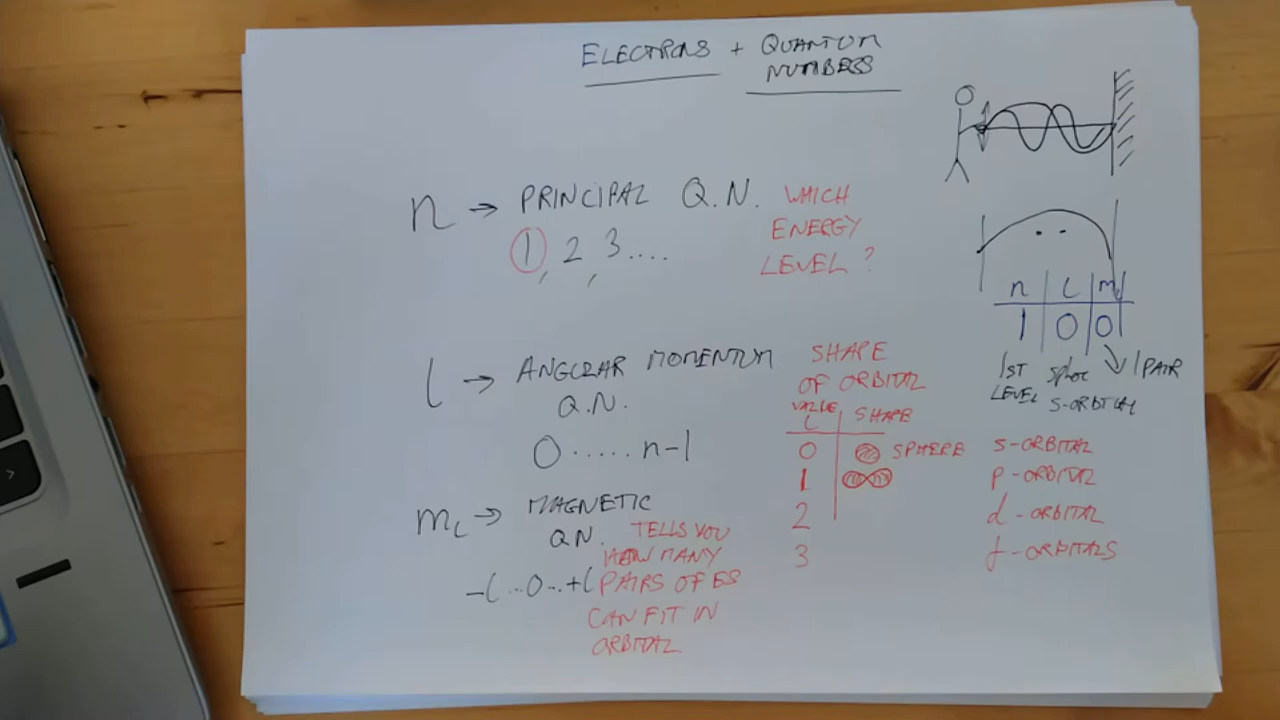 ELECTRONS + QUANTUM
NUMBERS
n → PRINCIPAL Q.N.
1, 2, 3....
WHICH
ENERGY
LEVEL ?
n l m
1 0 0
1ST
LEVEL
S-ORBITAL
1 PAIR
l → ANGULAR MOMENTUM
Q.N.
0......n-1
SHAPE
OF ORBITAL
VALUE
L SHAPE
0 SPHERE S-ORBITAL
1 P-ORBITAL
2 d-ORBITAL
3 f-ORBITALS
mL → MAGNETIC
Q.N.
-l...0...+l
TELLS YOU
HOW MANY
PAIRS OF ES
CAN FIT IN
ORBITAL